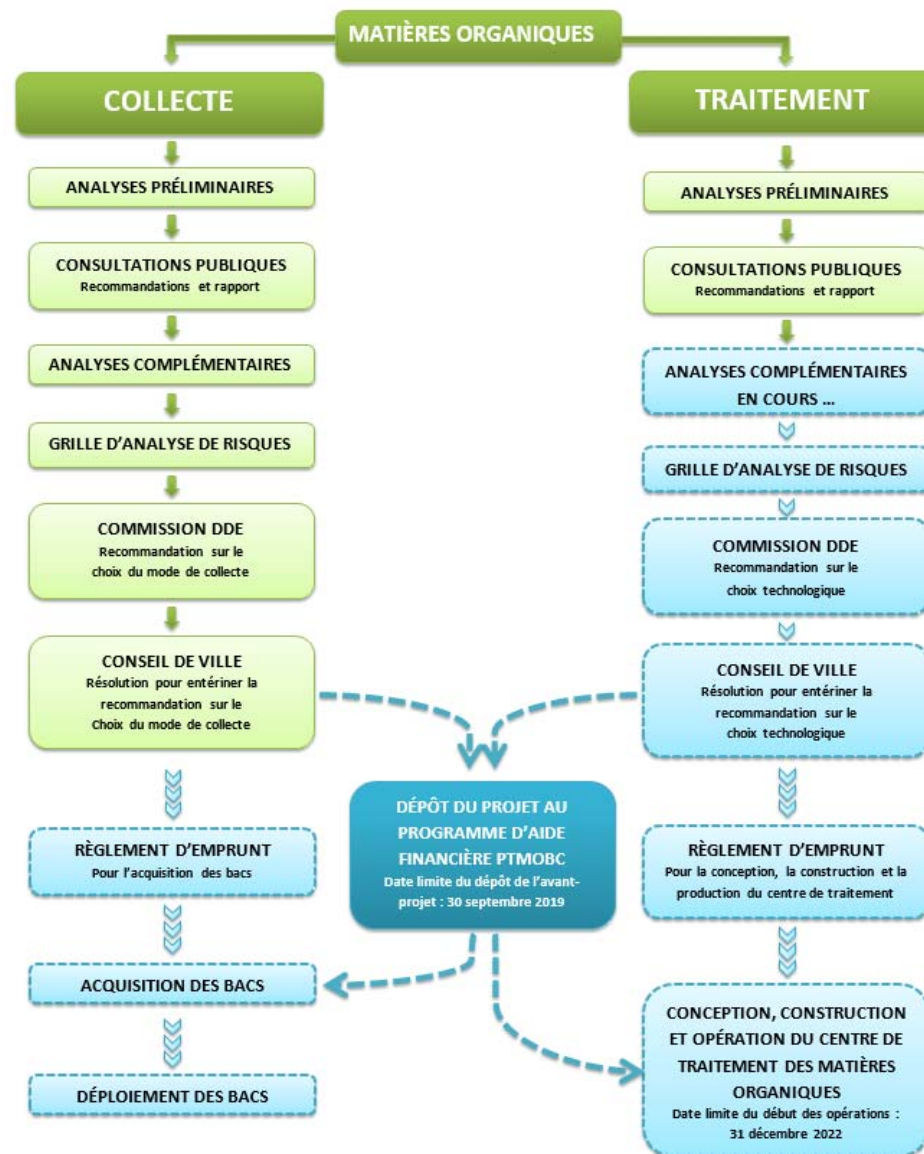 MATIÈRES ORGANIQUES
COLLECTE
ANALYSES PRÉLIMINAIRES
CONSULTATIONS PUBLIQUES
Recommandations et rapport
ANALYSES COMPLÉMENTAIRES
GRILLE D'ANALYSE DE RISQUES
COMMISSION DDE
Recommandation sur le
choix du mode de collecte
CONSEIL DE VILLE
Résolution pour entériner la
recommandation sur le
Choix du mode de collecte
RÈGLEMENT D'EMPRUNT
Pour l'acquisition des bacs
ACQUISITION DES BACS
DÉPLOIEMENT DES BACS
DÉPÔT DU PROJET AU
PROGRAMME D'AIDE
FINANCIÈRE PTMOBC
Date limite du dépôt de l'avant-
projet : 30 septembre 2019
TRAITEMENT
ANALYSES PRÉLIMINAIRES
CONSULTATIONS PUBLIQUES
Recommandations et rapport
ANALYSES COMPLÉMENTAIRES
EN COURS ...
GRILLE D'ANALYSE DE RISQUES
COMMISSION DDE
Recommandation sur le
choix technologique
CONSEIL DE VILLE
Résolution pour entériner la
recommandation sur le
choix technologique
RÈGLEMENT D'EMPRUNT
Pour la conception, la construction et la
production du centre de traitement
CONCEPTION, CONSTRUCTION
ET OPÉRATION DU CENTRE DE
TRAITEMENT DES MATIÈRES
ORGANIQUES
Date limite du début des opérations :
31 décembre 2022